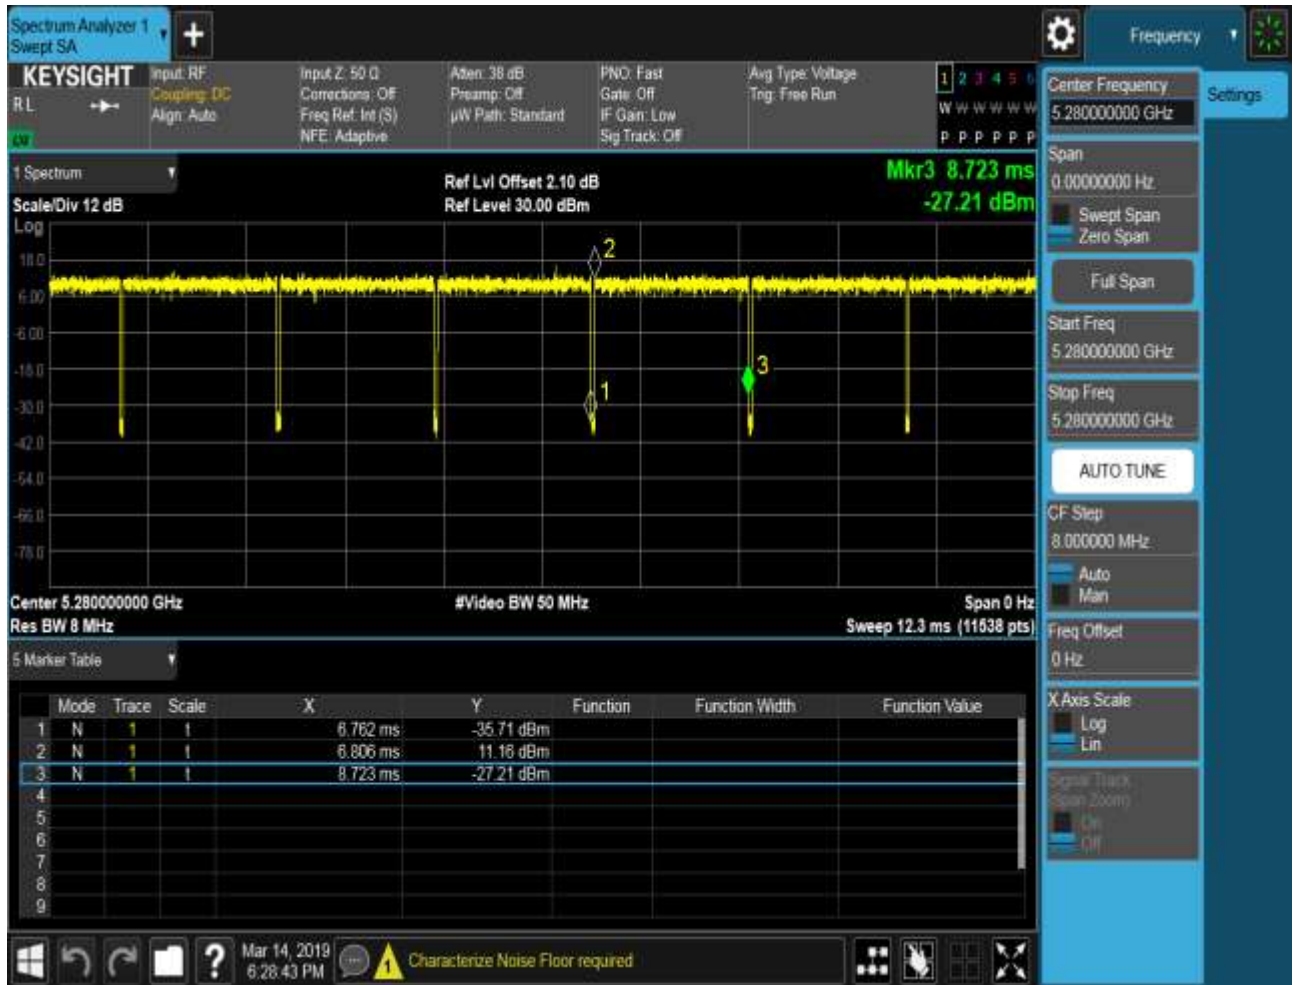 Spectrum Analyzer 1
Swept SA
+
Frequency
KEYSIGHT
RL
LW
Input: RF
Coupling: DC
Align: Auto
Input Z: 50 Ω
Corrections: Off
Freq Ref: Int (S)
NFE: Adaptive
Atten: 38 dB
Preamp: Off
µW Path: Standard
PNO: Fast
Gate: Off
IF Gain: Low
Sig Track: Off
Avg Type: Voltage
Trig: Free Run
1 2 3 4 5 6
W W W W W W
P P P P P P
1 Spectrum
Scale/Div 12 dB
Log
Ref Lvl Offset 2.10 dB
Ref Level 30.00 dBm
Mkr3 8.723 ms
-27.21 dBm
18.0
6.00
-6.00
-18.0
-30.0
-42.0
-54.0
-66.0
-78.0
2
3
1
Center 5.280000000 GHz
#Video BW 50 MHz
Span 0 Hz
Res BW 8 MHz
Sweep 12.3 ms (11538 pts)
5 Marker Table
Mode Trace Scale X Y Function Function Width Function Value
1 N 1 t 6.762 ms -35.71 dBm
2 N 1 t 6.806 ms 11.16 dBm
3 N 1 t 8.723 ms -27.21 dBm
4
5
6
7
8
9
?
Mar 14, 2019
6:28:43 PM
1
Characterize Noise Floor required
Center Frequency
5.280000000 GHz
Settings
Span
0.00000000 Hz
Swept Span
Zero Span
Full Span
Start Freq
5.280000000 GHz
Stop Freq
5.280000000 GHz
AUTO TUNE
CF Step
8.000000 MHz
Auto
Man
Freq Offset
0 Hz
X Axis Scale
Log
Lin
Signal Track
(Span Zoom)
On
Off